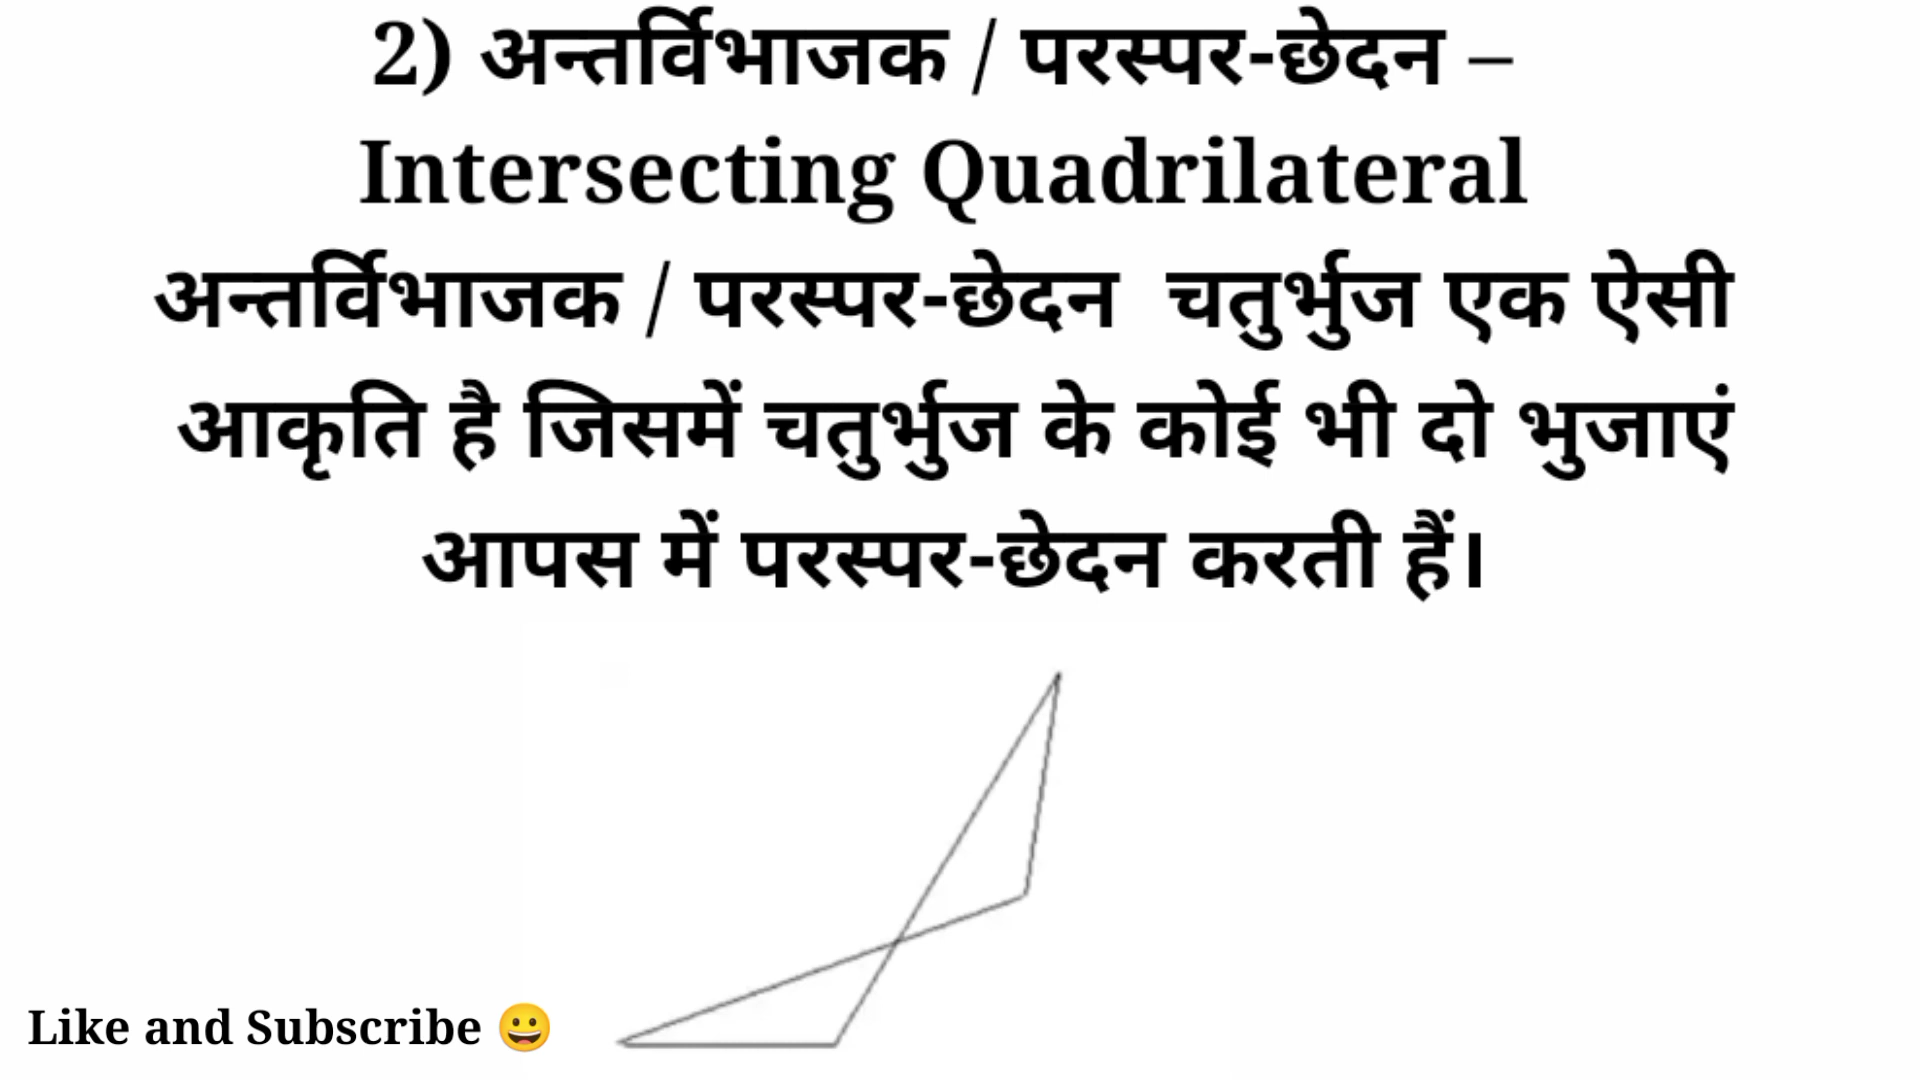 2) अन्तर्विभाजक / परस्पर-छेदन –
Intersecting Quadrilateral
अन्तर्विभाजक / परस्पर-छेदन चतुर्भुज एक ऐसी
आकृति है जिसमें चतुर्भुज के कोई भी दो भुजाएं
आपस में परस्पर-छेदन करती हैं।
Like and Subscribe 😀